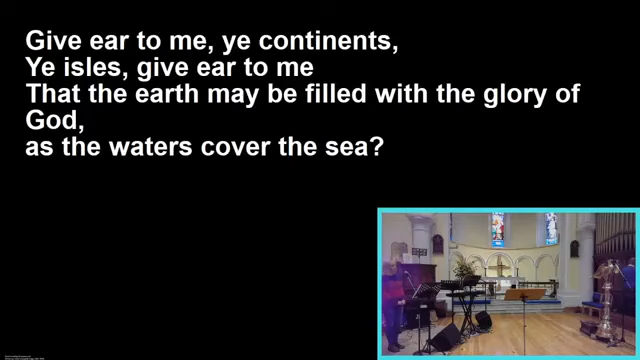 Give ear to me, ye continents,
Ye isles, give ear to me
That the earth may be filled with the glory of
God,
as the waters cover the sea?